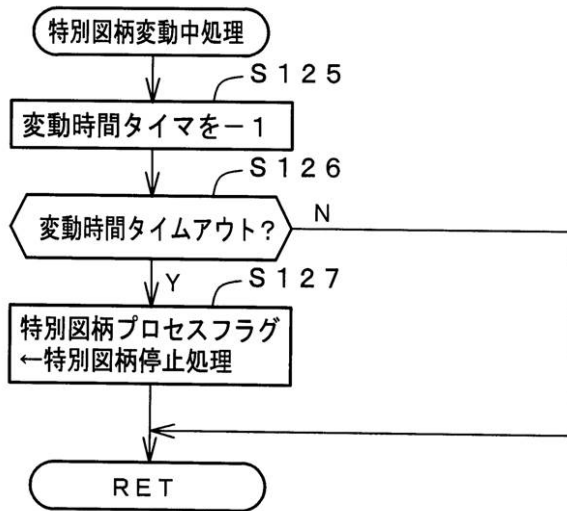 特別図柄変動中処理
S125
変動時間タイマを−1
S126
変動時間タイムアウト?
N
Y
S127
特別図柄プロセスフラグ
←特別図柄停止処理
RET